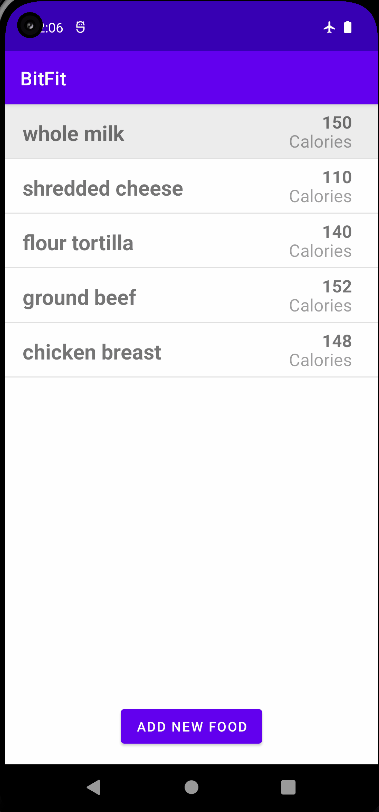 2:06
BitFit
whole milk
150
Calories
shredded cheese
110
Calories
flour tortilla
140
Calories
ground beef
152
Calories
chicken breast
148
Calories
ADD NEW FOOD